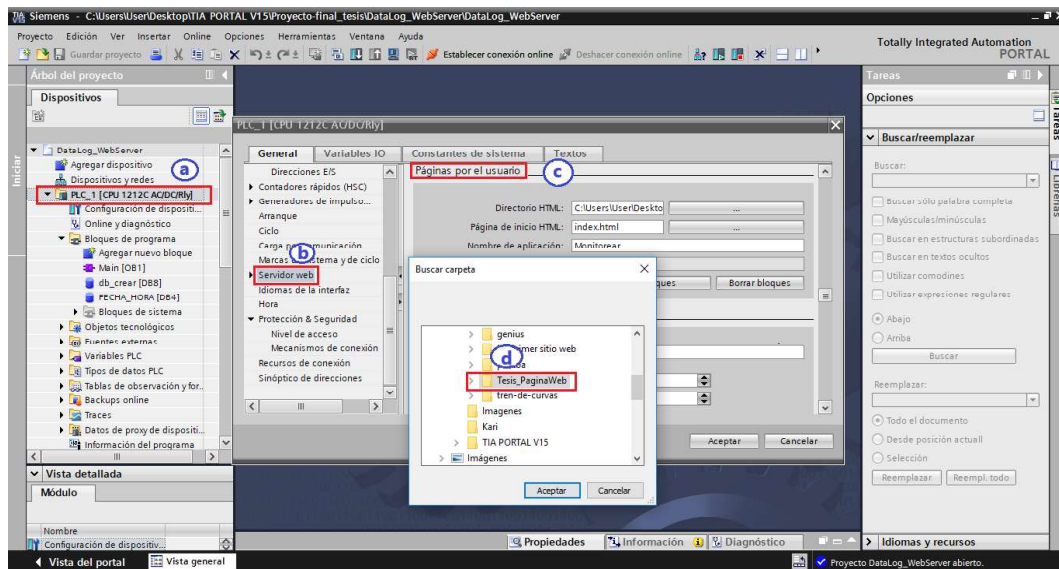 Siemens - C:\Users\User\Desktop\TIA PORTAL V15\Proyecto-final_tesis\DataLog_WebServer\DataLog_WebServer
Proyecto Edición Ver Insertar Online Opciones Herramientas Ventana Ayuda
Totally Integrated Automation
PORTAL
Guardar proyecto
Establecer conexión online
Deshacer conexión online
Árbol del proyecto
Dispositivos
Iniciar
DataLog_WebServer
Agregar dispositivo
a
Dispositivos y redes
PLC_1 [CPU 1212C AC/DC/Rly]
Configuración de dispositi...
Online y diagnóstico
Bloques de programa
Agregar nuevo bloque
Main [OB1]
db_crear [DB8]
FECHA_HORA [DB4]
Bloques de sistema
Objetos tecnológicos
Fuentes externas
Variables PLC
Tipos de datos PLC
Tablas de observación y for..
Backups online
Traces
Datos de proxy de dispositi...
Información del programa
Vista detallada
Módulo
Nombre
Configuración de dispositiv...
PLC_1 [CPU 1212C AC/DC/Rly]
General
Variables IO
Constantes de sistema
Textos
Direcciones E/S
Contadores rápidos (HSC)
Generadores de impulso...
Arranque
Ciclo
Carga por comunicación
b
Servidor web
Idiomas de la interfaz
Hora
Protección & Seguridad
Nivel de acceso
Mecanismos de conexión
Recursos de conexión
Sinóptico de direcciones
Páginas por el usuario
c
Directorio HTML: C:\Users\User\Deskto ...
Página de inicio HTML: index.html ...
Nombre de aplicación: Monitorear
Borrar bloques
Aceptar
Cancelar
Buscar carpeta
genius
sitio web
d
Tesis_PaginaWeb
tren-de-curvas
Imagenes
Kari
TIA PORTAL V15
Imágenes
Aceptar
Cancelar
Tareas
Opciones
Buscar/reemplazar
Buscar:
Buscar sólo palabra completa
Mayúsculas/minúsculas
Buscar en estructuras subordinadas
Buscar en textos ocultos
Utilizar comodines
Utilizar expresiones regulares
Abajo
Arriba
Buscar
Reemplazar:
Todo el documento
Desde posición actuall
Selección
Reemplazar
Reempl. todo
Idiomas y recursos
Tareas
Librerías
Propiedades
Información
Diagnóstico
Vista del portal
Vista general
Proyecto DataLog_WebServer abierto.